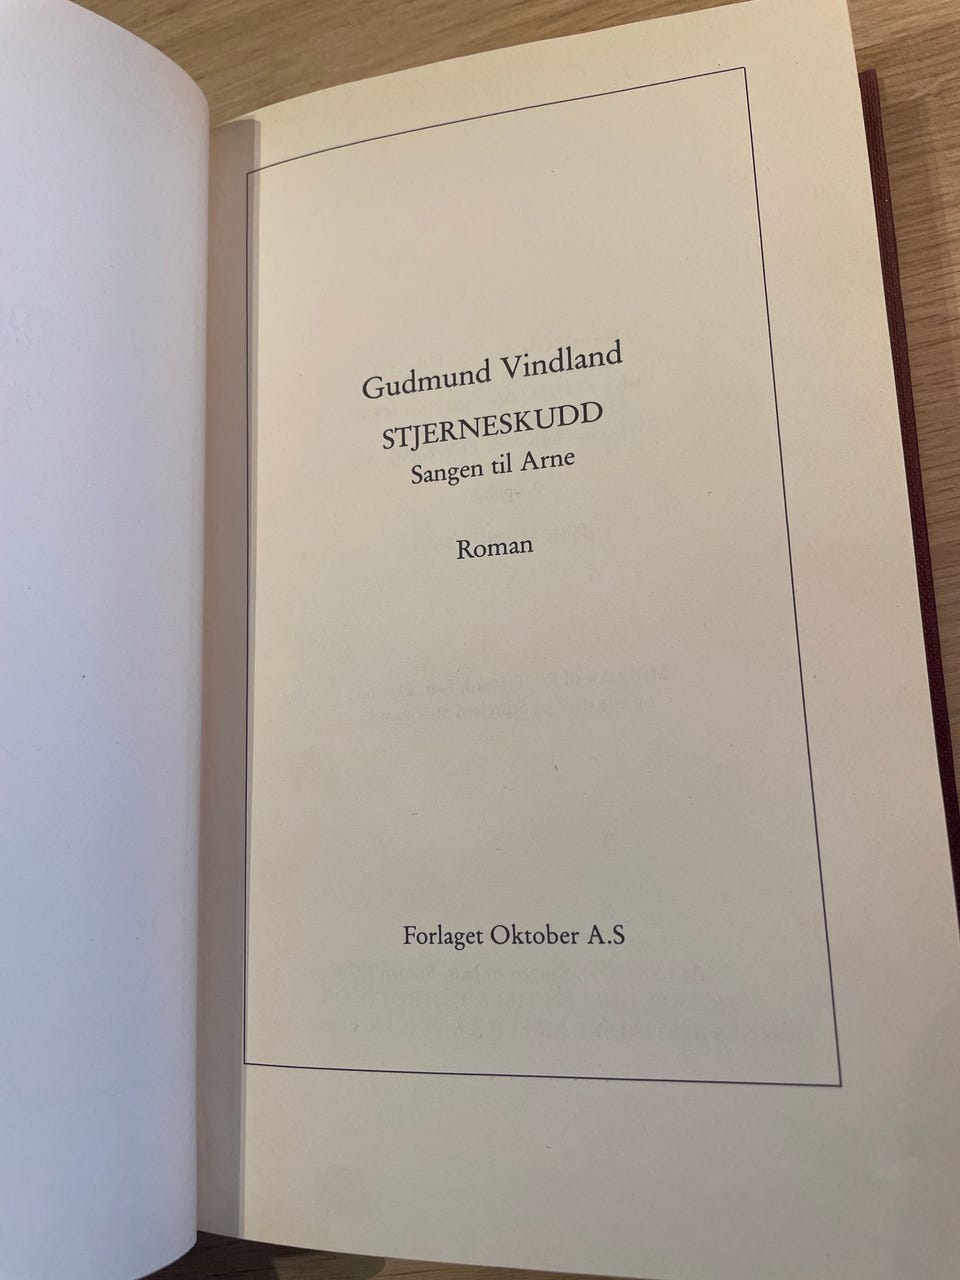 Gudmund Vindland
STJERNESKUDD
Sangen til Arne
Roman
Forlaget Oktober A.S